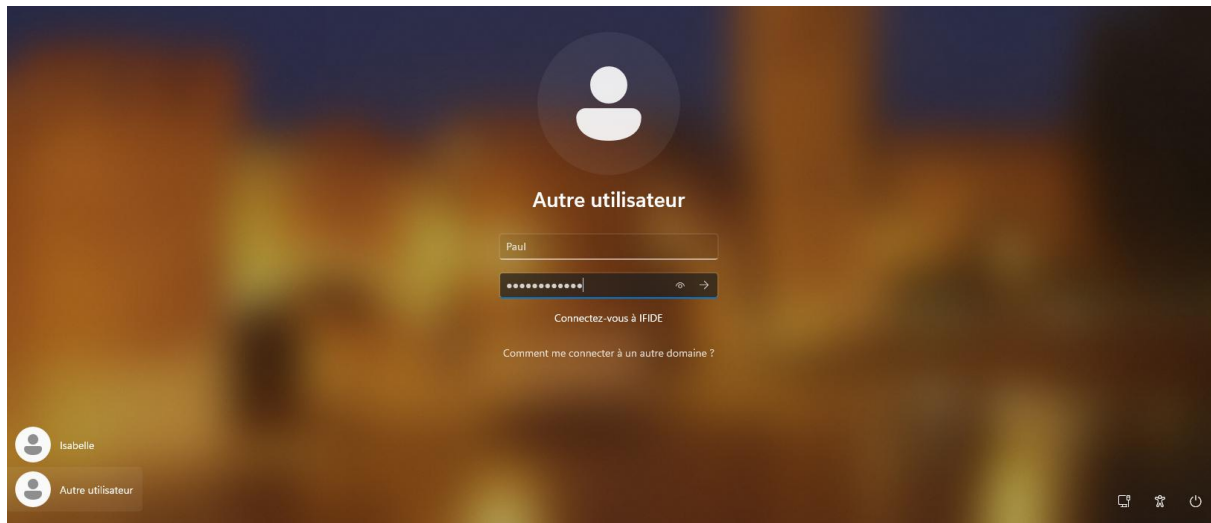 Autre utilisateur
Paul
••••••••••••
Connectez-vous à IFIDE
Comment me connecter à un autre domaine ?
Isabelle
Autre utilisateur